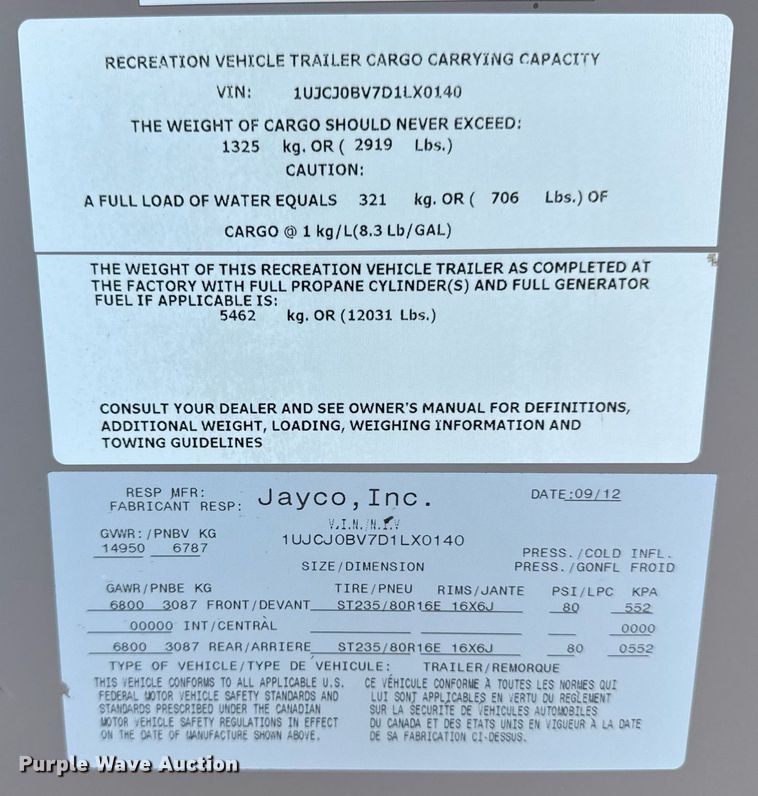 RECREATION VEHICLE TRAILER CARGO CARRYING CAPACITY
VIN: 1UJCJ0BV7D1LX0140
THE WEIGHT OF CARGO SHOULD NEVER EXCEED:
1325 kg. OR ( 2919 Lbs.)
CAUTION:
A FULL LOAD OF WATER EQUALS 321 kg. OR ( 706 Lbs.) OF
CARGO @ 1 kg/L(8.3 Lb/GAL)
THE WEIGHT OF THIS RECREATION VEHICLE TRAILER AS COMPLETED AT
THE FACTORY WITH FULL PROPANE CYLINDER(S) AND FULL GENERATOR
FUEL IF APPLICABLE IS:
5462 kg. OR (12031 Lbs.)
CONSULT YOUR DEALER AND SEE OWNER'S MANUAL FOR DEFINITIONS,
ADDITIONAL WEIGHT, LOADING, WEIGHING INFORMATION AND
TOWING GUIDELINES
RESP MFR:
FABRICANT RESP: Jayco, Inc. DATE:09/12
V.I.N./N.I.V
1UJCJ0BV7D1LX0140
GVWR:/PNBV KG
14950 6787
SIZE/DIMENSION
PRESS./COLD INFL.
PRESS./GONFL FROID
GAWR/PNBE KG TIRE/PNEU RIMS/JANTE PSI/LPC KPA
6800 3087 FRONT/DEVANT ST235/80R16E 16X6J 80 552
00000 INT/CENTRAL 0000
6800 3087 REAR/ARRIERE ST235/80R16E 16X6J 80 0552
TYPE OF VEHICLE/TYPE DE VEHICULE: TRAILER/REMORQUE
THIS VEHICLE CONFORMS TO ALL APPLICABLE U.S.
FEDERAL MOTOR VEHICLE SAFETY STANDARDS AND
STANDARDS PRESCRIBED UNDER THE CANADIAN
MOTOR VEHICLE SAFETY REGULATIONS IN EFFECT
ON THE DATE OF MANUFACTURE SHOWN ABOVE.
CE VÉHICULE CONFORME À TOUTES LES NORMES QUI
LUI SONT APPLICABLES EN VERTU DU REGLEMENT
SUR LA SECURITE DE VEHICULES AUTOMOBILES
DU CANADA ET DES ETATS UNIS EN VIGUEUR A LA DATE
DE SA FABRICATION CI-DESSUS.
Purple Wave Auction